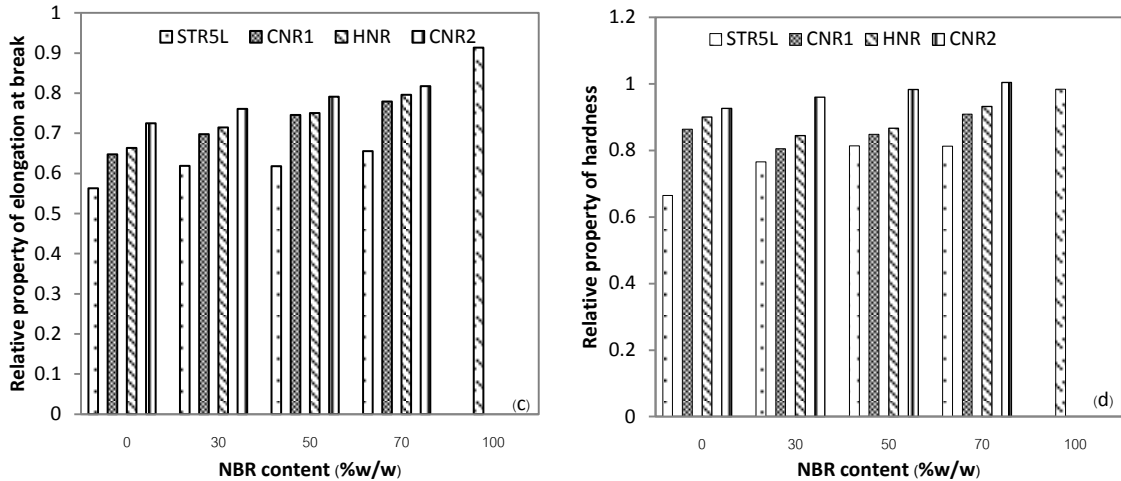 Relative property of elongation at break
1
0.9
0.8
0.7
0.6
0.5
0.4
0.3
0.2
0.1
0
STR5L CNR1 HNR CNR2
(c)
0 30 50 70 100
NBR content (%w/w)
Relative property of hardness
1.2
1
0.8
0.6
0.4
0.2
0
STR5L CNR1 HNR CNR2
(d)
0 30 50 70 100
NBR content (%w/w)